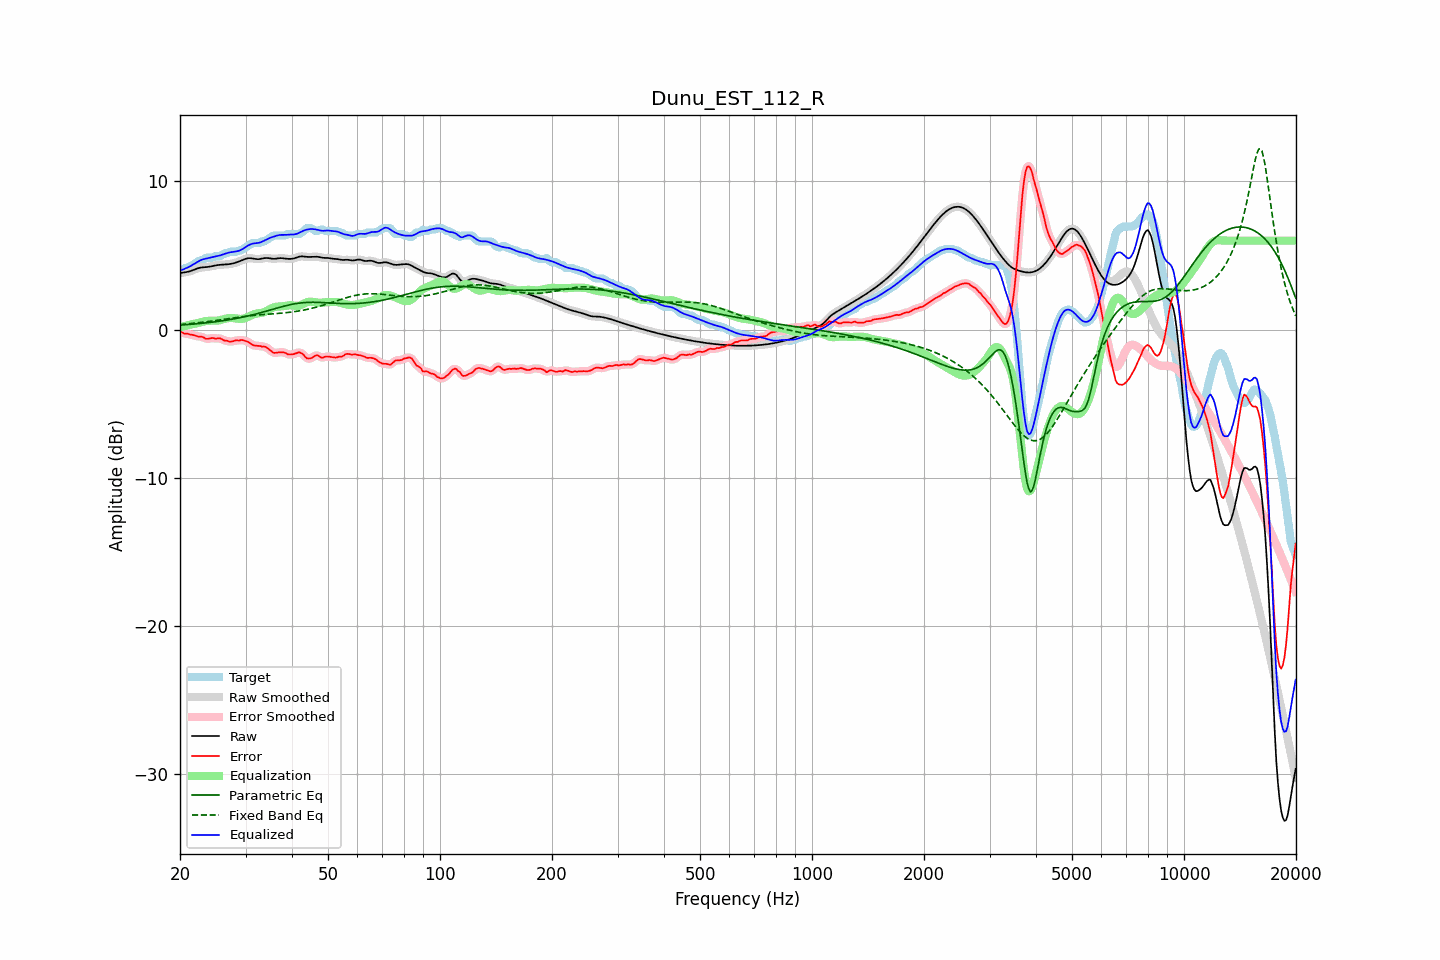 Dunu_EST_112_R
10
0
−10
−20
−30
Amplitude (dBr)
Target
Raw Smoothed
Error Smoothed
Raw
Error
Equalization
Parametric Eq
Fixed Band Eq
Equalized
20 50 100 200 500 1000 2000 5000 10000 20000
Frequency (Hz)